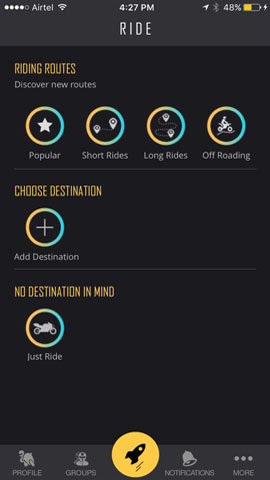 Airtel 4:27 PM 48%
RIDE
RIDING ROUTES
Discover new routes
Popular Short Rides Long Rides Off Roading
CHOOSE DESTINATION
Add Destination
NO DESTINATION IN MIND
Just Ride
PROFILE GROUPS NOTIFICATIONS MORE